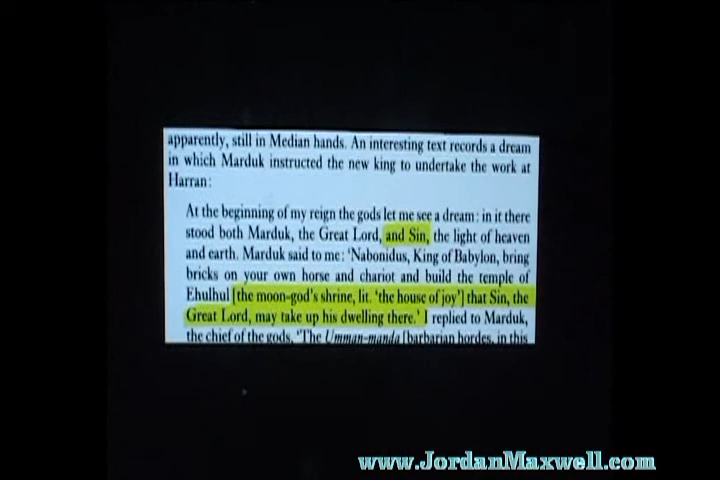 apparently, still in Median hands. An interesting text records a dream
in which Marduk instructed the new king to undertake the work at
Harran:
At the beginning of my reign the gods let me see a dream: in it there
stood both Marduk, the Great Lord, and Sin, the light of heaven
and earth. Marduk said to me: 'Nabonidus, King of Babylon, bring
bricks on your own horse and chariot and build the temple of
Ehulhul [the moon-god's shrine, lit. 'the house of joy'] that Sin, the
Great Lord, may take up his dwelling there.' I replied to Marduk,
the chief of the gods, 'The Umman-manda [barbarian hordes, in this
www.JordanMaxwell.com